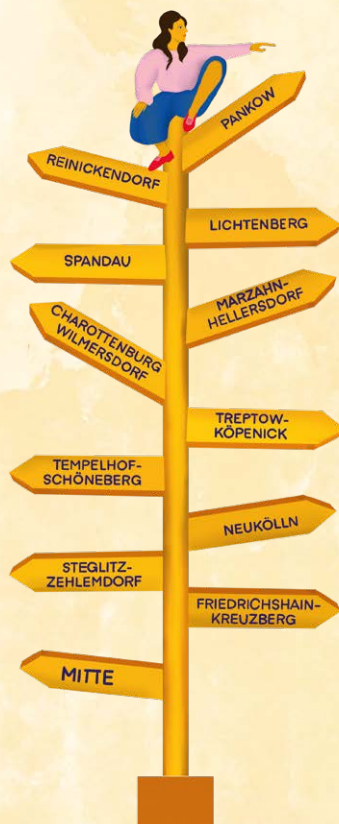 PANKOW
REINICKENDORF
LICHTENBERG
SPANDAU
MARZAHN-
HELLERSDORF
CHAROTTENBURG
WILMERSDORF
TREPTOW-
KÖPENICK
TEMPELHOF-
SCHÖNEBERG
NEUKÖLLN
STEGLITZ-
ZEHLEMDORF
FRIEDRICHSHAIN-
KREUZBERG
MITTE